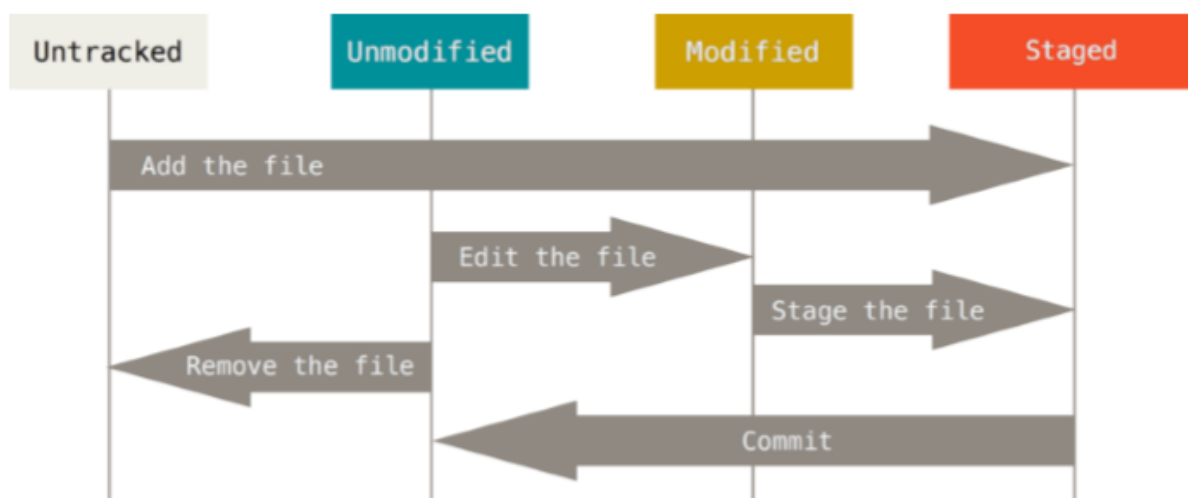 Untracked
Unmodified
Modified
Staged
Add the file
Edit the file
Stage the file
Remove the file
Commit